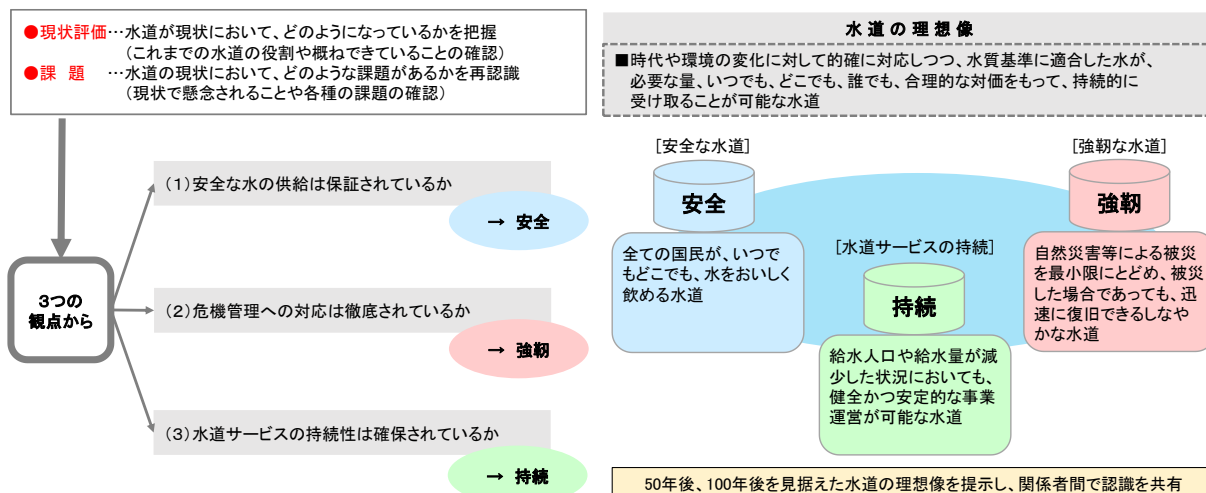 ●現状評価…水道が現状において、どのようになっているかを把握
(これまでの水道の役割や概ねできていることの確認)
●課 題 …水道の現状において、どのような課題があるかを再認識
(現状で懸念されることや各種の課題の確認)
3つの
観点から
(1)安全な水の供給は保証されているか
→ 安全
(2)危機管理への対応は徹底されているか
→ 強靭
(3)水道サービスの持続性は確保されているか
→ 持続
水 道 の 理 想 像
■時代や環境の変化に対して的確に対応しつつ、水質基準に適合した水が、
必要な量、いつでも、どこでも、誰でも、合理的な対価をもって、持続的に
受け取ることが可能な水道
[安全な水道]
安全
全ての国民が、いつで
もどこでも、水をおいしく
飲める水道
[水道サービスの持続]
持続
給水人口や給水量が減
少した状況においても、
健全かつ安定的な事業
運営が可能な水道
[強靭な水道]
強靭
自然災害等による被災
を最小限にとどめ、被災
した場合であっても、迅
速に復旧できるしなや
かな水道
50年後、100年後を見据えた水道の理想像を提示し、関係者間で認識を共有